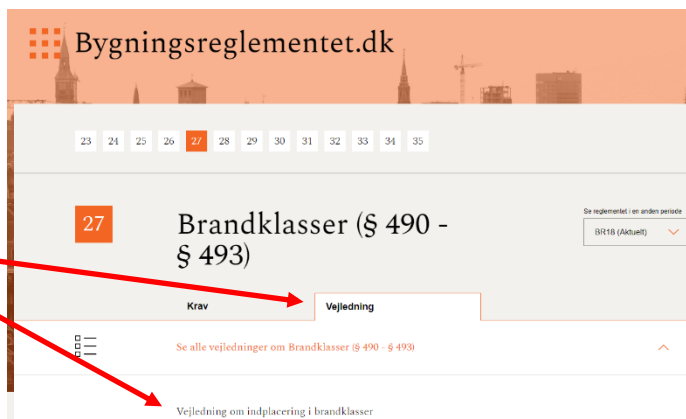 Bygningsreglementet.dk
23 24 25 26 27 28 29 30 31 32 33 34 35
27
Brandklasser (§ 490 -
§ 493)
Se reglementet i en anden periode
BR18 (Aktuelt)
Krav
Vejledning
Se alle vejledninger om Brandklasser (§ 490 - § 493)
Vejledning om indplacering i brandklasser